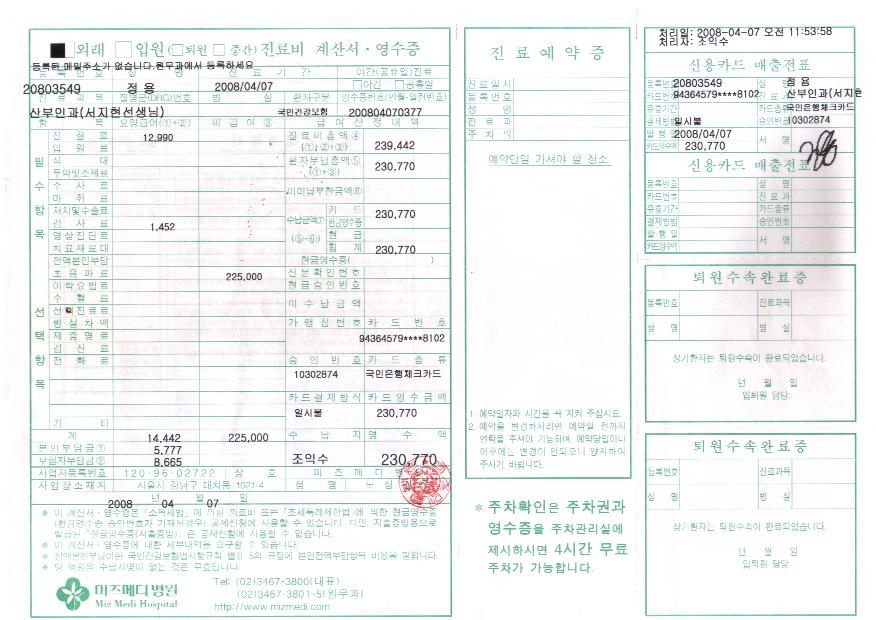 외래 입원 (퇴원 중간) 진료비 계산서·영수증
등록된 메일주소가 없습니다.원무과에서 등록하세요
등록번호 성명 진료기간 야간(공휴일)진료
20803549 정용 2008/04/07 야간 공휴일
진료과목 질병군(DRG)번호 병실 환자구분 영수증번호(연월-일련번호)
산부인과(서지현선생님) 국민건강보험 200804070377
항목 요양급여(①+②) 비급여③ 급여산정내역
필수항목
진찰료 12,990
입원료
식대
투약및조제료
주사료
마취료
처치및수술료
검사료 1,452
영상진단료
치료재료대
전액본인부담
선택항목
초음파료 225,000
이학요법료
수혈료
선택진료료
병실차액
제증명료
검진료
전화료
기타
계 14,442 225,000
본인부담금① 5,777
보험자부담금② 8,665
진료비총액④ (①+②+③) 239,442
환자부담총액⑤ (①+③) 230,770
이미납부한금액⑥
수납금액⑦ (⑤-⑥)
카드 230,770
현금영수증
현금
합계 230,770
현금영수증( )
신분확인번호
현금승인번호
미수납금액
가맹점번호 카드번호
94364579****8102
승인번호 카드종류
10302874 국민은행체크카드
카드결제방식 카드영수금액
일시불 230,770
수납자 영수액
조익수 230,770
사업자등록번호 120-96-02722 상호 미즈메디병
사업장소재지 서울시 강남구 대치동 1021-4 성명 노성
2008 년 04 월 07 일
※ 이 계산서·영수증은 「소득세법」에 의한 의료비 또는 「조세특례제한법」에 의한 현금영수증
(현금영수증 승인번호가 기재된경우) 공제신청에 사용할 수 있습니다. 다만, 지출증빙용으로
발급된 「현금영수증(지출증빙)」은 공제신청에 사용할 수 없습니다.
※ 이 계산서·영수증에 대한 세부내역을 요구할 수 있습니다.
※ 전액본인부담이란 국민건강보험법시행규칙 별표 5의 규정에 의한 본인전액부담항목 비용을 말합니다.
※ 당 병원의 수납사인이 없는 것은 무효입니다.
미즈메디병원
Miz Medi Hospital
Tel: (02)3467-3800(대표)
(02)3467-3801-5(원무과)
http://www.mizmedi.com
진료예약증
진료일시
등록번호
성명
진료과
주치의
예약당일 가셔야 할 장소
1. 예약일자와 시간을 꼭 지켜 주십시요.
2. 예약을 변경하시려면 예약일 전까지
연락을 주셔야 가능하며, 예약당일이나
이후에는 변경이 안되오니 양지하여
주시기 바랍니다.
* 주차확인은 주차권과
영수증을 주차관리실에
제시하시면 4시간 무료
주차가 가능합니다.
처리일: 2008-04-07 오전 11:53:58
처리자: 조익수
신용카드 매출전표
등록번호 20803549 성명 정용
카드번호 94364579****8102 진료과 산부인과(서지현
유효기간 카드종류 국민은행체크카드
결제방법 일시불 승인번호 10302874
발행일 2008/04/07 서명
카드영수액 230,770
신용카드 매출전표
등록번호 성명
카드번호 진료과
유효기간 카드종류
결제방법 승인번호
발행일 서명
카드영수액
퇴원수속완료증
등록번호 진료과목
성명 병실
상기환자는 퇴원수속이 완료되었습니다.
년 월 일
입퇴원 담당:
퇴원수속완료증
등록번호 진료과목
성명 병실
상기환자는 퇴원수속이 완료되었습니다.
년 월 일
입퇴원 담당: